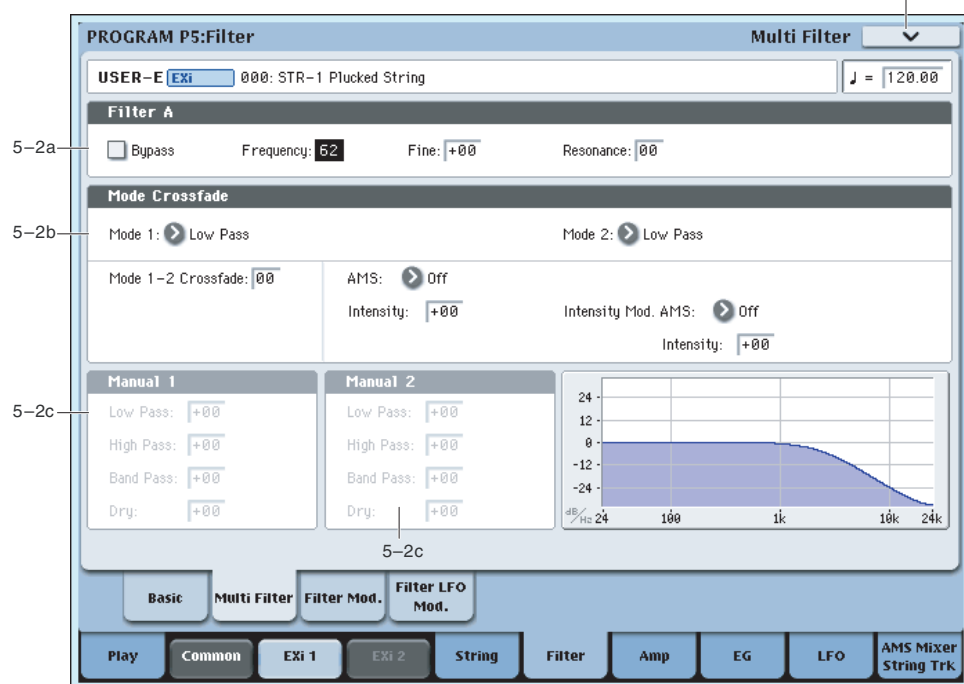 PROGRAM P5:Filter Multi Filter
USER-E EXi 000: STR-1 Plucked String ♩ = 120.00
Filter A
5-2a Bypass Frequency: 62 Fine: +00 Resonance: 00
Mode Crossfade
5-2b Mode 1: Low Pass Mode 2: Low Pass
Mode 1-2 Crossfade: 00 AMS: Off
Intensity: +00 Intensity Mod. AMS: Off
Intensity: +00
Manual 1 Manual 2
5-2c Low Pass: +00 Low Pass: +00
High Pass: +00 High Pass: +00
Band Pass: +00 Band Pass: +00
Dry: +00 Dry: +00
24
12
0
-12
-24
dB/Hz 24 100 1k 10k 24k
5-2c
Basic Multi Filter Filter Mod. Filter LFO Mod.
Play Common EXi 1 EXi 2 String Filter Amp EG LFO AMS Mixer String Trk